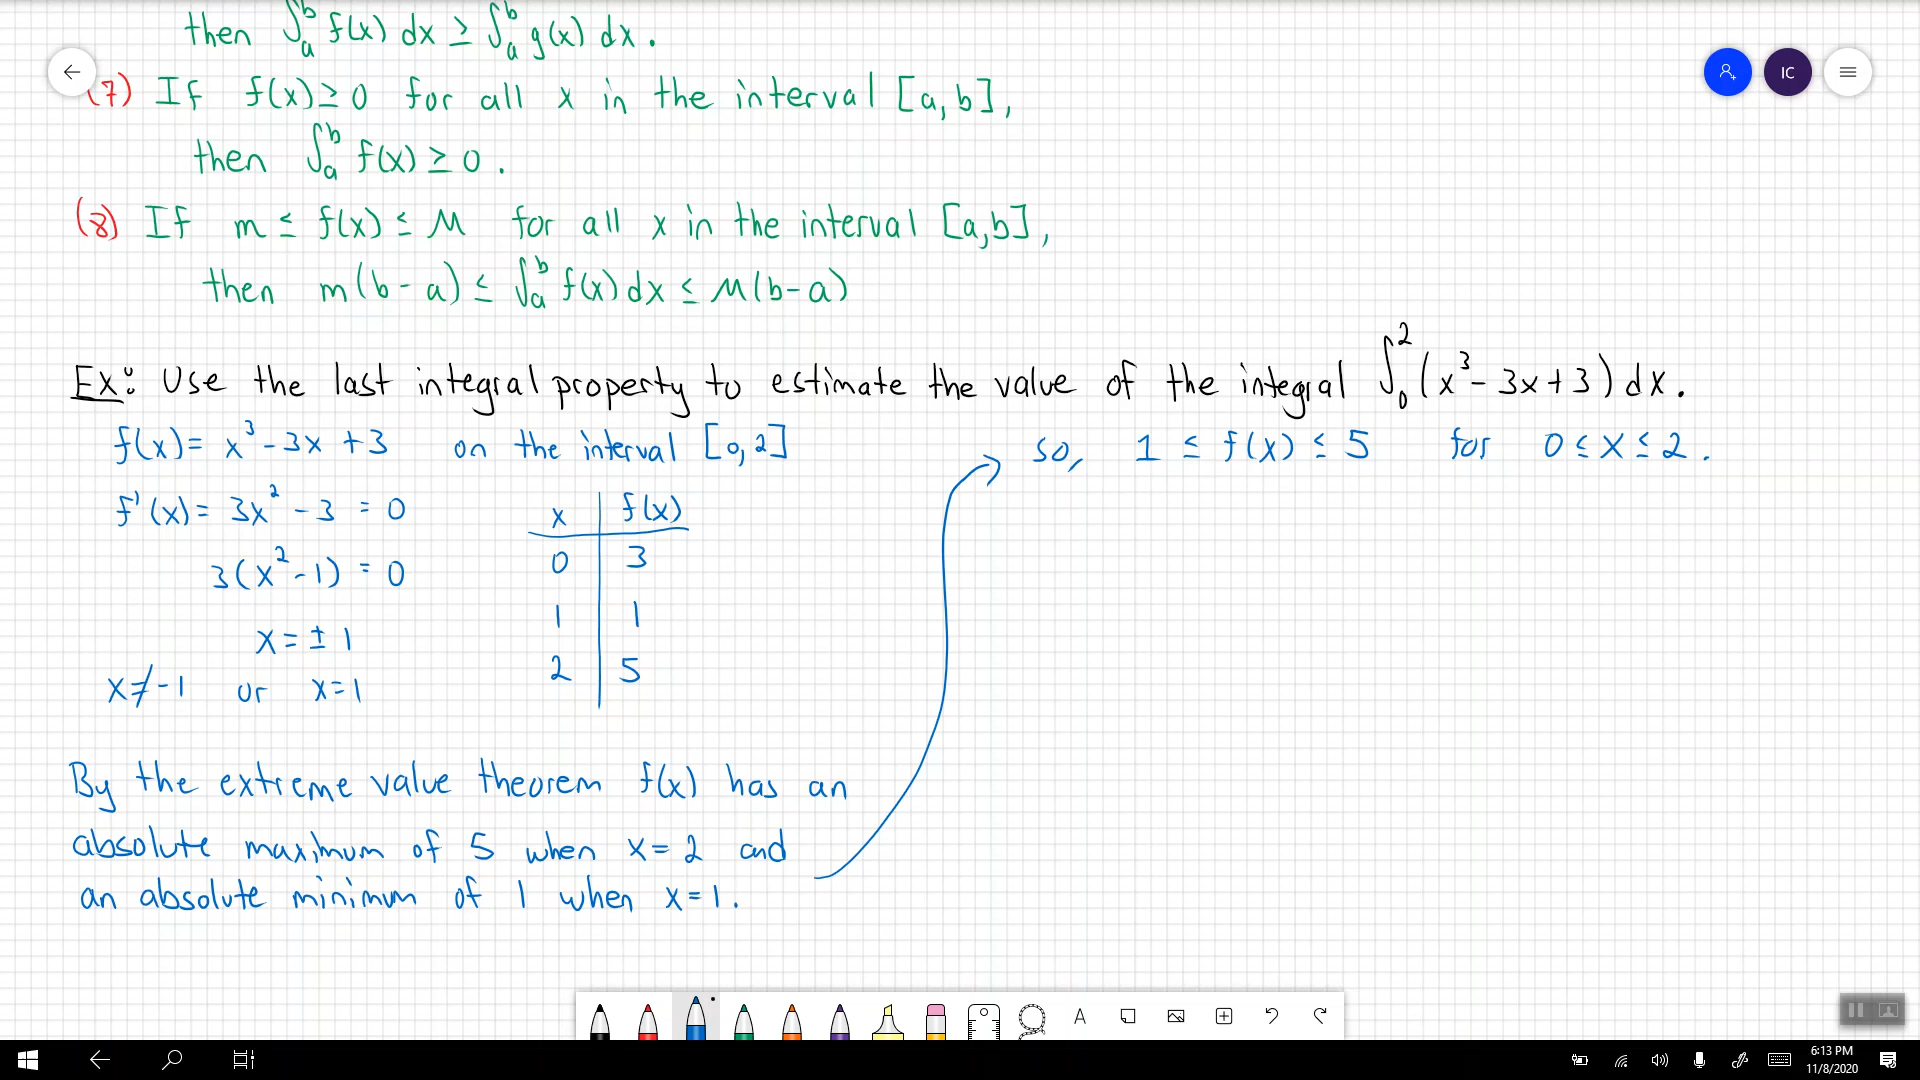 then ∫ₐᵇ f(x) dx ≥ ∫ₐᵇ g(x) dx.
(7) If f(x) ≥ 0 for all x in the interval [a, b],
then ∫ₐᵇ f(x) ≥ 0.
(8) If m ≤ f(x) ≤ M for all x in the interval [a,b],
then m(b-a) ≤ ∫ₐᵇ f(x) dx ≤ M(b-a)
Ex: Use the last integral property to estimate the value of the integral ∫₀² (x³ - 3x + 3) dx.
f(x) = x³ - 3x + 3 on the interval [0,2]
f'(x) = 3x² - 3 = 0
3(x² - 1) = 0
x = ± 1
x ≠ -1 or x = 1
x f(x)
0 3
1 1
2 5
By the extreme value theorem f(x) has an
absolute maximum of 5 when x = 2 and
an absolute minimum of 1 when x = 1.
so, 1 ≤ f(x) ≤ 5 for 0 ≤ x ≤ 2.
IC
A
6:13 PM
11/8/2020